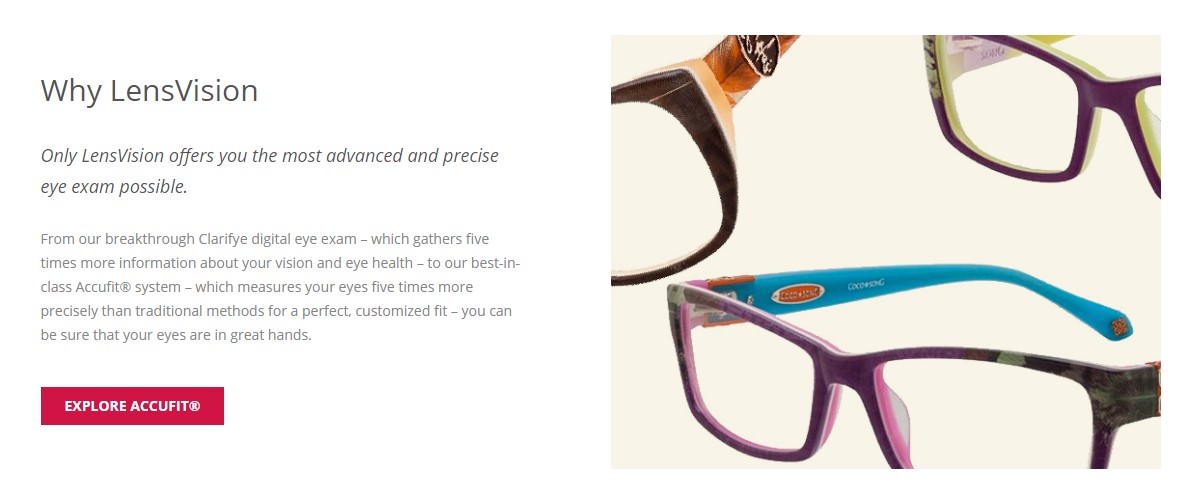 Why LensVision
Only LensVision offers you the most advanced and precise
eye exam possible.
From our breakthrough Clarifye digital eye exam – which gathers five
times more information about your vision and eye health – to our best-in-
class Accufit® system – which measures your eyes five times more
precisely than traditional methods for a perfect, customized fit – you can
be sure that your eyes are in great hands.
EXPLORE ACCUFIT®
COCO SONG
COCO SONG